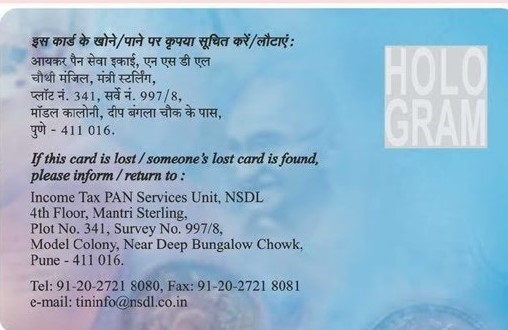 इस कार्ड के खोने/पाने पर कृपया सूचित करें/लौटाएं :
आयकर पैन सेवा इकाई, एन एस डी एल
चौथी मंजिल, मंत्री स्टर्लिंग,
प्लॉट नं. 341, सर्वे नं. 997/8,
मॉडल कालोनी, दीप बंगला चौक के पास,
पुणे - 411 016.
If this card is lost / someone's lost card is found,
please inform / return to :
Income Tax PAN Services Unit, NSDL
4th Floor, Mantri Sterling,
Plot No. 341, Survey No. 997/8,
Model Colony, Near Deep Bungalow Chowk,
Pune - 411 016.
Tel: 91-20-2721 8080, Fax: 91-20-2721 8081
e-mail: tininfo@nsdl.co.in
HOLO
GRAM